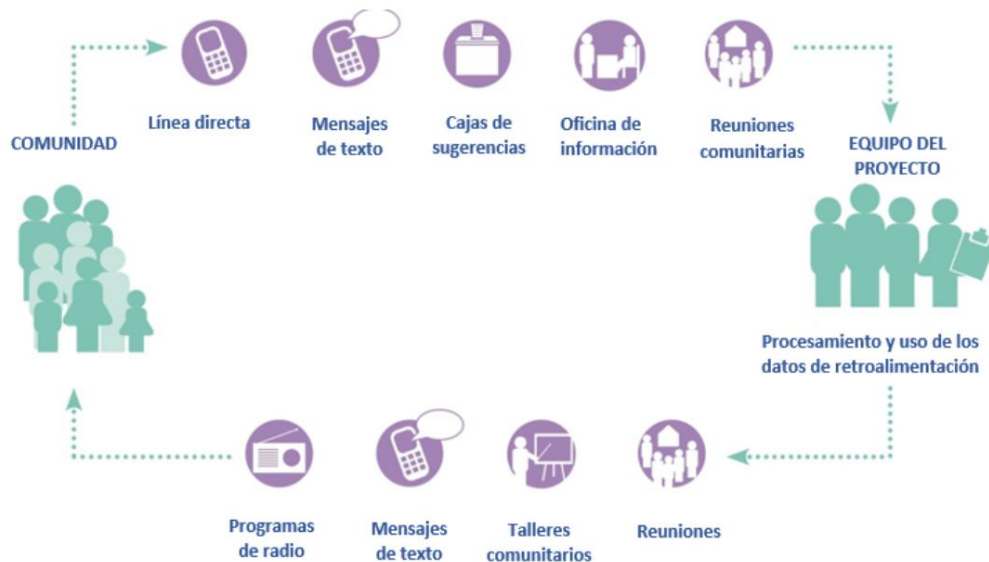 COMUNIDAD
Línea directa
Mensajes
de texto
Cajas de
sugerencias
Oficina de
información
Reuniones
comunitarias
EQUIPO DEL
PROYECTO
Procesamiento y uso de los
datos de retroalimentación
Programas
de radio
Mensajes
de texto
Talleres
comunitarios
Reuniones